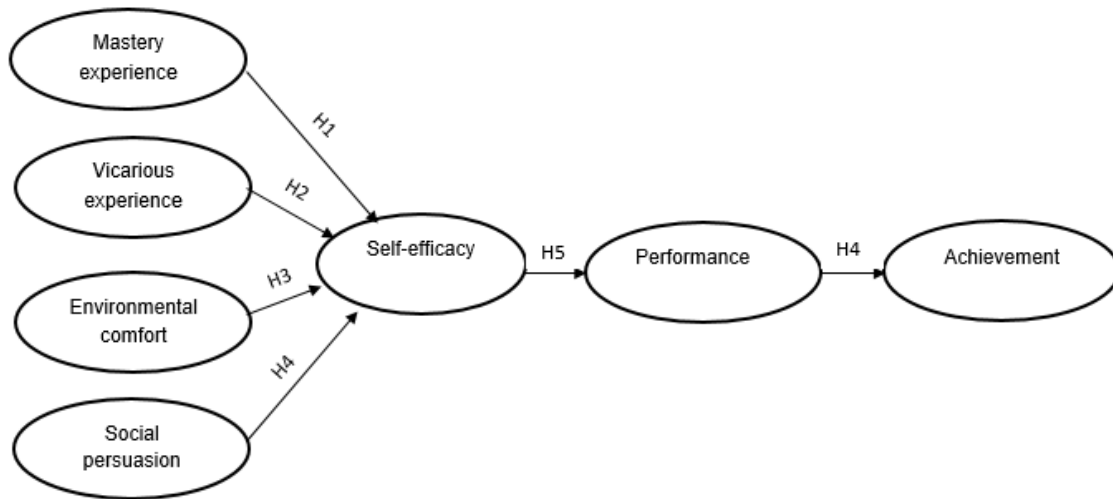 Mastery
experience
H1
Vicarious
experience
H2
Self-efficacy
H5
Performance
H4
Achievement
Environmental
comfort
H3
Social
persuasion
H4